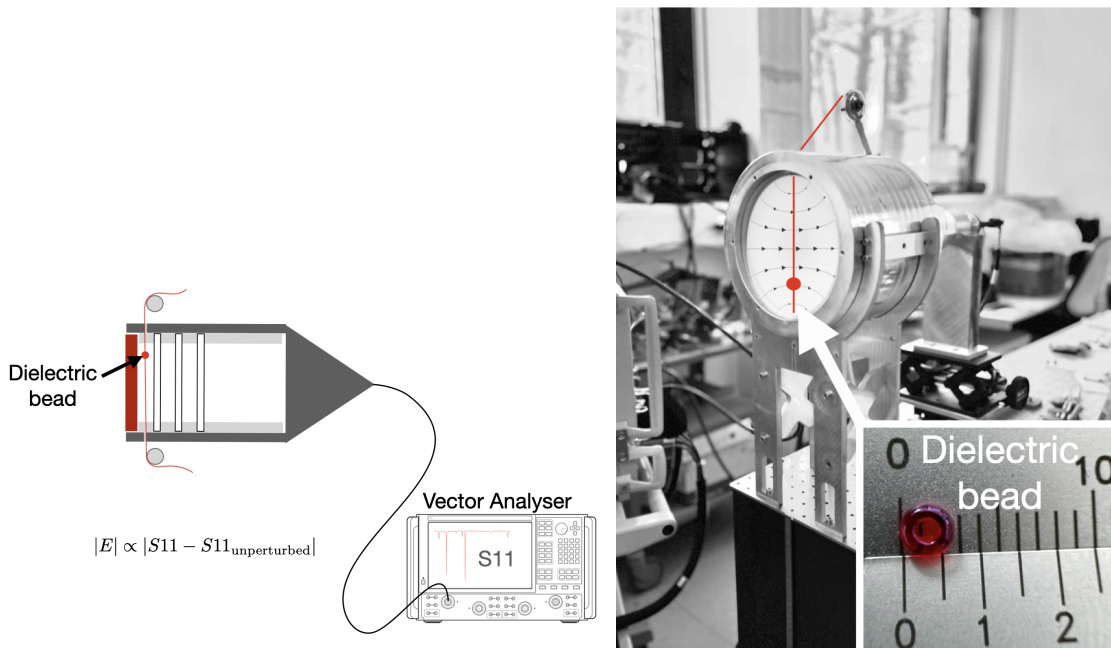 Dielectric
bead
Vector Analyser
S11
|E| ∝ |S11 − S11unperturbed|
Dielectric
bead
0
10
0
1
2